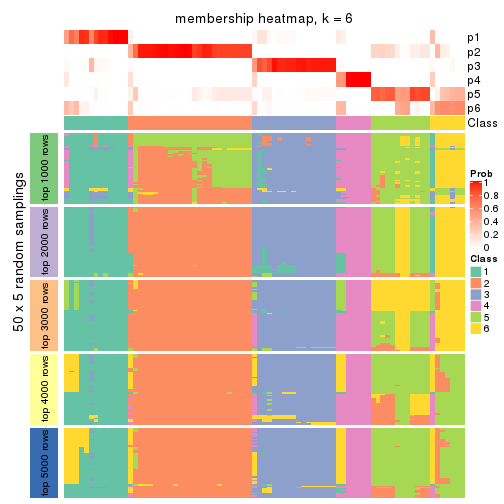 membership heatmap, k = 6
p1
p2
p3
p4
p5
p6
Class
50 x 5 random samplings
top 1000 rows
top 2000 rows
top 3000 rows
top 4000 rows
top 5000 rows
Prob
1
0.8
0.6
0.4
0.2
0
Class
1
2
3
4
5
6